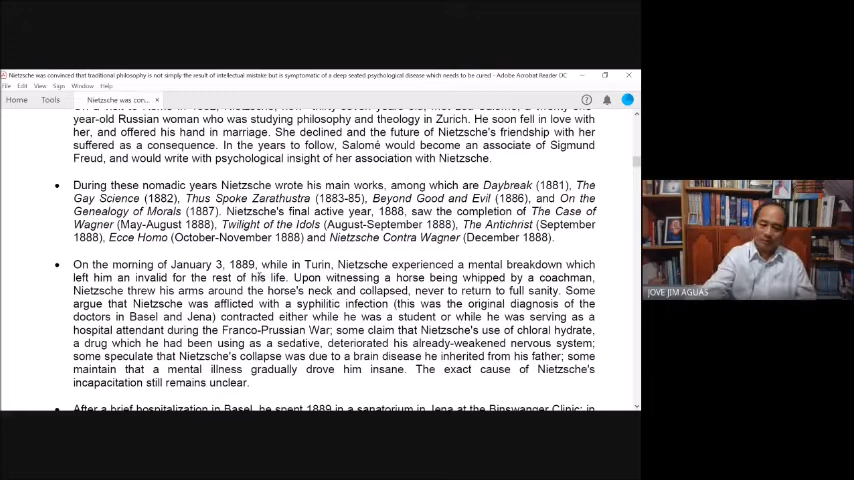 Nietzsche was convinced that traditional philosophy is not simply the result of intellectual mistake but is symptomatic of a deep seated psychological disease which needs to be cured - Adobe Acrobat Reader DC
File Edit View Sign Window Help
Home Tools Nietzsche was con... ×
year-old Russian woman who was studying philosophy and theology in Zurich. He soon fell in love with
her, and offered his hand in marriage. She declined and the future of Nietzsche's friendship with her
suffered as a consequence. In the years to follow, Salomé would become an associate of Sigmund
Freud, and would write with psychological insight of her association with Nietzsche.
• During these nomadic years Nietzsche wrote his main works, among which are Daybreak (1881), The
Gay Science (1882), Thus Spoke Zarathustra (1883-85), Beyond Good and Evil (1886), and On the
Genealogy of Morals (1887). Nietzsche's final active year, 1888, saw the completion of The Case of
Wagner (May-August 1888), Twilight of the Idols (August-September 1888), The Antichrist (September
1888), Ecce Homo (October-November 1888) and Nietzsche Contra Wagner (December 1888).
• On the morning of January 3, 1889, while in Turin, Nietzsche experienced a mental breakdown which
left him an invalid for the rest of his life. Upon witnessing a horse being whipped by a coachman,
Nietzsche threw his arms around the horse's neck and collapsed, never to return to full sanity. Some
argue that Nietzsche was afflicted with a syphilitic infection (this was the original diagnosis of the
doctors in Basel and Jena) contracted either while he was a student or while he was serving as a
hospital attendant during the Franco-Prussian War; some claim that Nietzsche's use of chloral hydrate,
a drug which he had been using as a sedative, deteriorated his already-weakened nervous system;
some speculate that Nietzsche's collapse was due to a brain disease he inherited from his father; some
maintain that a mental illness gradually drove him insane. The exact cause of Nietzsche's
incapacitation still remains unclear.
• After a brief hospitalization in Basel, he spent 1889 in a sanatorium in Jena at the Binswanger Clinic; in
JOVE JIM AGUAS